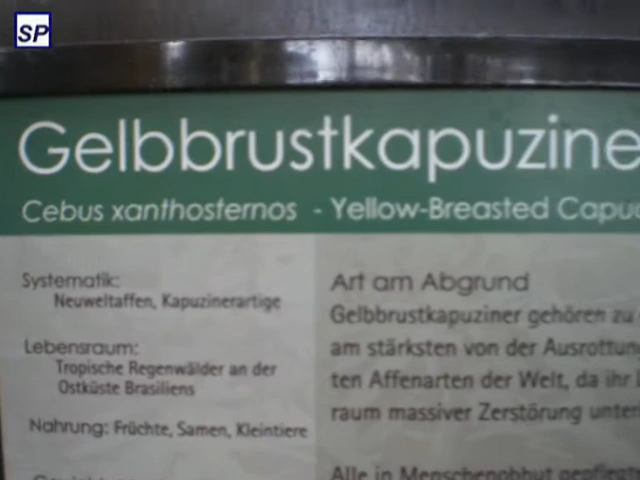 SP
Gelbbrustkapuzine
Cebus xanthosternos - Yellow-Breasted Capu
Systematik:
Neuweltaffen, Kapuzinerartige
Lebensraum:
Tropische Regenwälder an der
Ostküste Brasiliens
Nahrung: Früchte, Samen, Kleintiere
Art am Abgrund
Gelbbrustkapuziner gehören zu
am stärksten von der Ausrottun
ten Affenarten der Welt, da ihr
raum massiver Zerstörung unter
Alle in Menschenobhut gepflegt